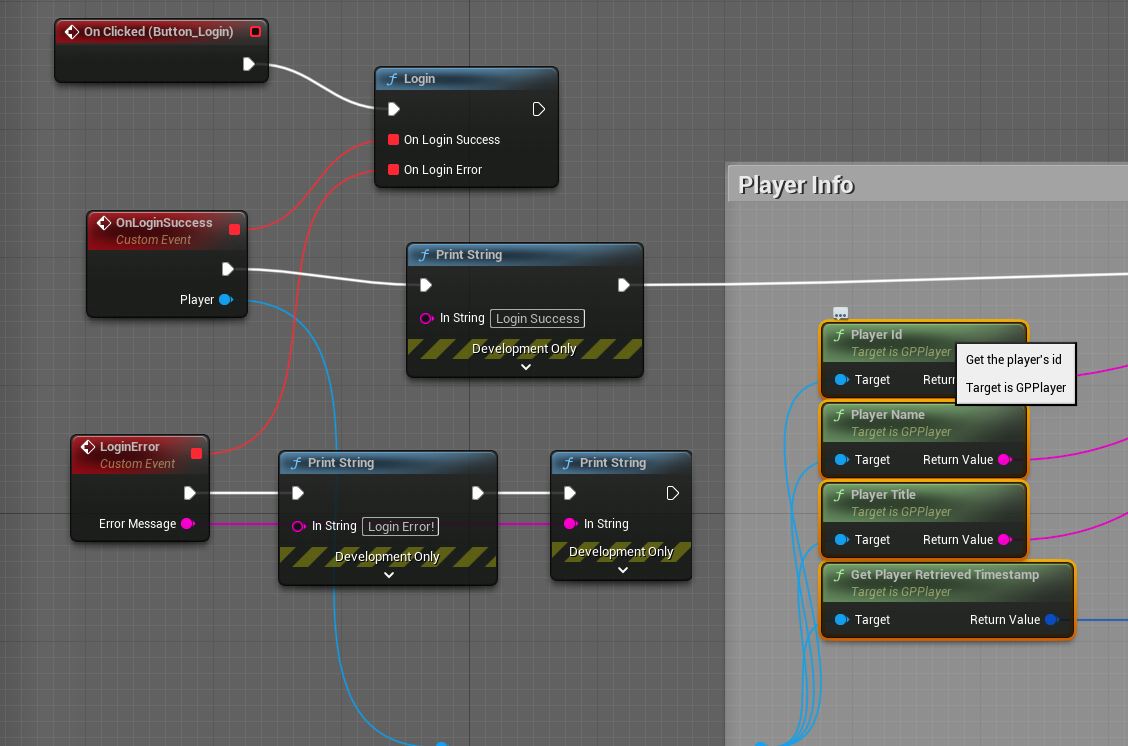 On Clicked (Button_Login)
Login
On Login Success
On Login Error
Player Info
OnLoginSuccess
Custom Event
Player
Print String
In String Login Success
Development Only
Player Id
Target is GPPlayer
Target Return
Get the player's id
Target is GPPlayer
Player Name
Target is GPPlayer
Target Return Value
LoginError
Custom Event
Error Message
Print String
In String Login Error!
Development Only
Print String
In String
Development Only
Player Title
Target is GPPlayer
Target Return Value
Get Player Retrieved Timestamp
Target is GPPlayer
Target Return Value